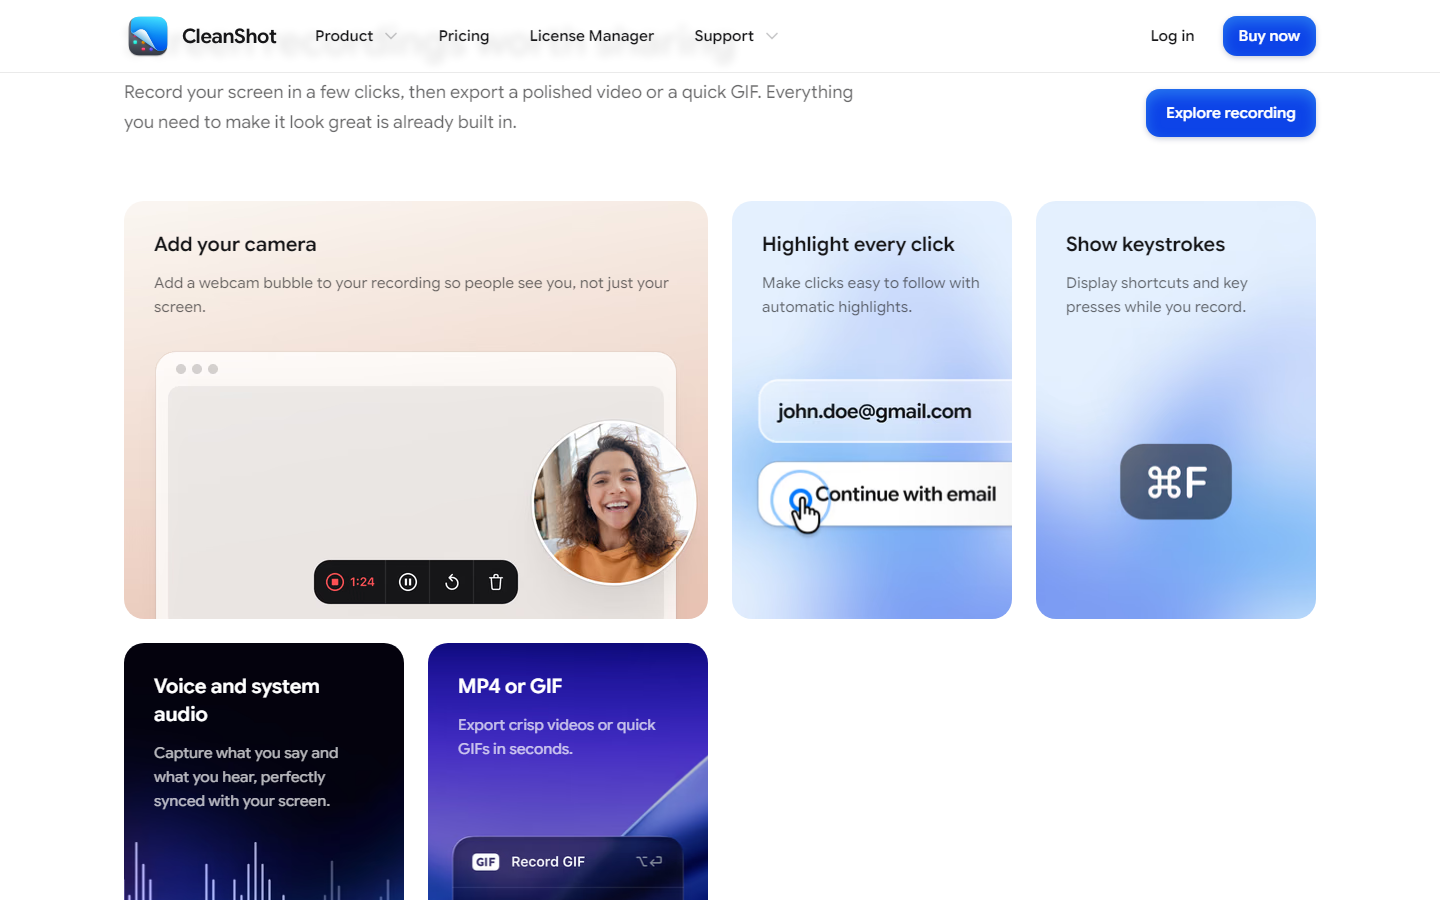 CleanShot
Product
Pricing
License Manager
Support
Log in
Buy now
Record your screen in a few clicks, then export a polished video or a quick GIF. Everything
you need to make it look great is already built in.
Explore recording
Add your camera
Add a webcam bubble to your recording so people see you, not just your
screen.
1:24
Highlight every click
Make clicks easy to follow with
automatic highlights.
john.doe@gmail.com
Continue with email
Show keystrokes
Display shortcuts and key
presses while you record.
⌘F
Voice and system
audio
Capture what you say and
what you hear, perfectly
synced with your screen.
MP4 or GIF
Export crisp videos or quick
GIFs in seconds.
GIF Record GIF ⌥⏎